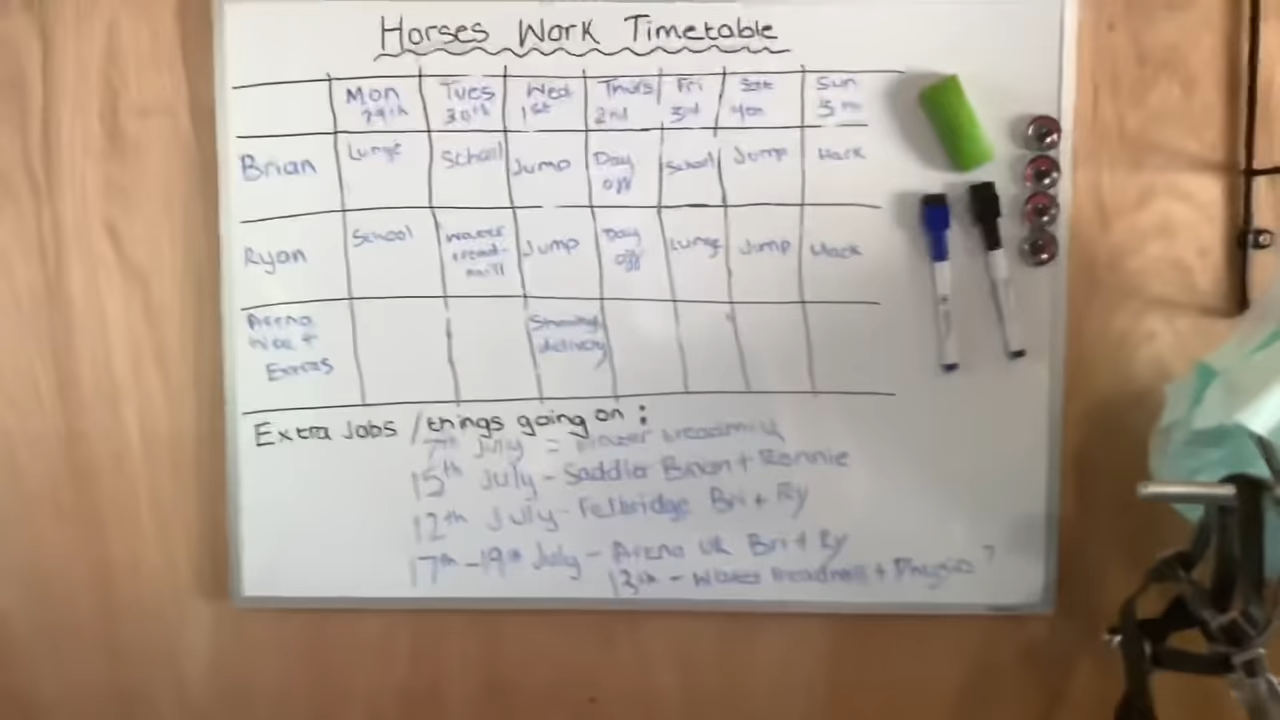 Horses Work Timetable
Mon Tues Wed Thurs Fri Sat Sun
29th 30th 1st 2nd 3rd 4th 5th
Brian Lunge School Jump Day off School Jump Hack
Ryan School Water tread-mill Jump Day off Lunge Jump Hack
Arena
+
Extras
delivery
Extra Jobs / things going on :
7th July = Water treadmill
15th July - Saddler Brian + Ronnie
12th July - Felbridge Bri + Ry
17th - 19th July - Arena UK Bri + Ry
13th - Water treadmill + Physio ?